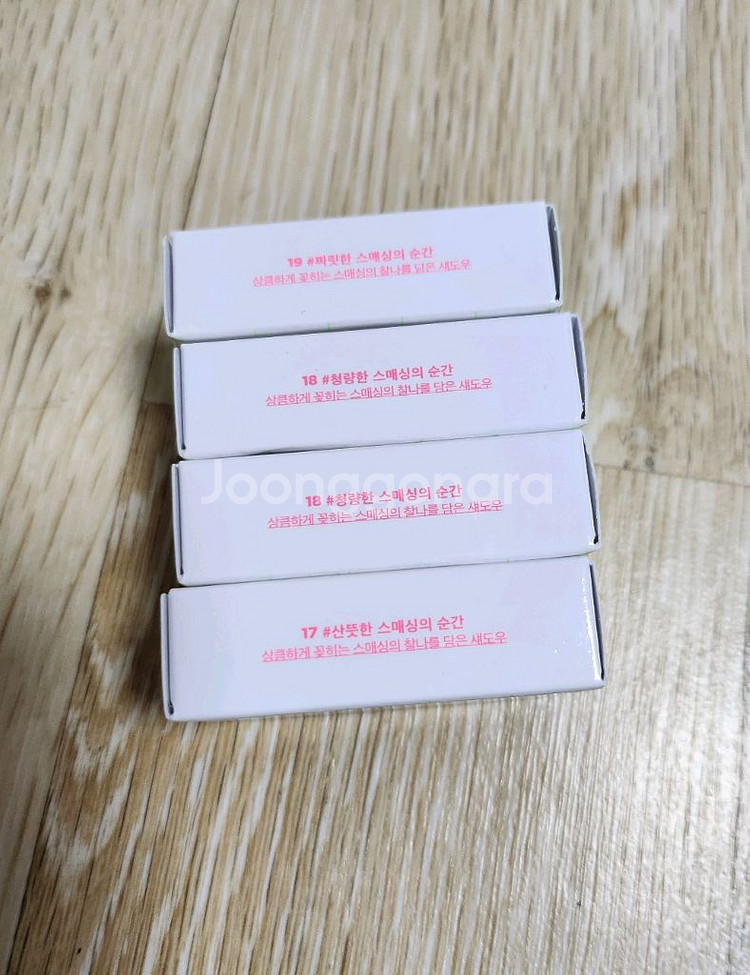 19 #짜릿한 스매싱의 순간
상큼하게 꽂히는 스매싱의 찰나를 담은 섀도우
18 #청량한 스매싱의 순간
상큼하게 꽂히는 스매싱의 찰나를 담은 섀도우
Joonggonara
18 #청량한 스매싱의 순간
상큼하게 꽂히는 스매싱의 찰나를 담은 섀도우
17 #산뜻한 스매싱의 순간
상큼하게 꽂히는 스매싱의 찰나를 담은 섀도우